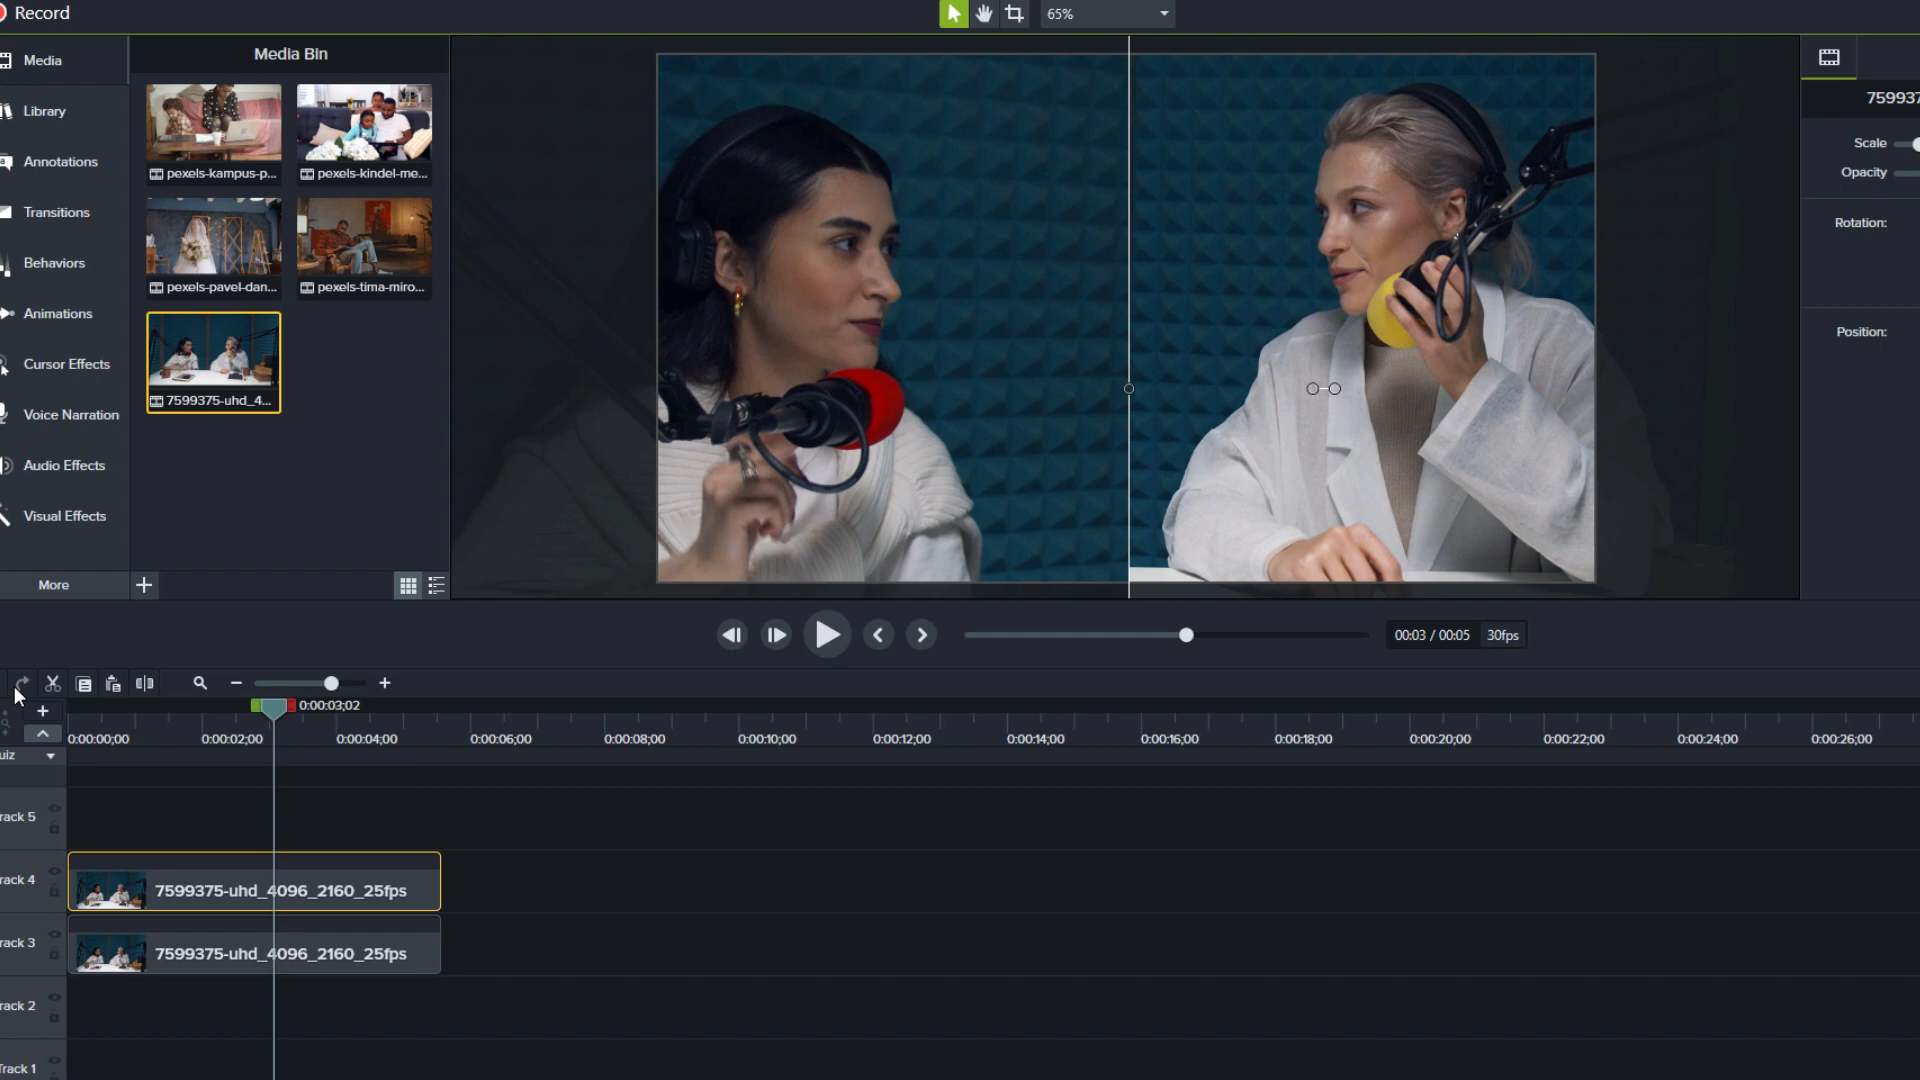 Record
65%
Media
Library
Annotations
Transitions
Behaviors
Animations
Cursor Effects
Voice Narration
Audio Effects
Visual Effects
More
Media Bin
pexels-kampus-p...
pexels-kindel-me...
pexels-pavel-dan...
pexels-tima-miro...
7599375-uhd_4...
759937
Scale
Opacity
Rotation:
Position:
00:03 / 00:05 30fps
0:00:03;02
0:00:00;00 0:00:02;00 0:00:04;00 0:00:06;00 0:00:08;00 0:00:10;00 0:00:12;00 0:00:14;00 0:00:16;00 0:00:18;00 0:00:20;00 0:00:22;00 0:00:24;00 0:00:26;00
uiz
rack 5
rack 4
7599375-uhd_4096_2160_25fps
rack 3
7599375-uhd_4096_2160_25fps
rack 2
Track 1